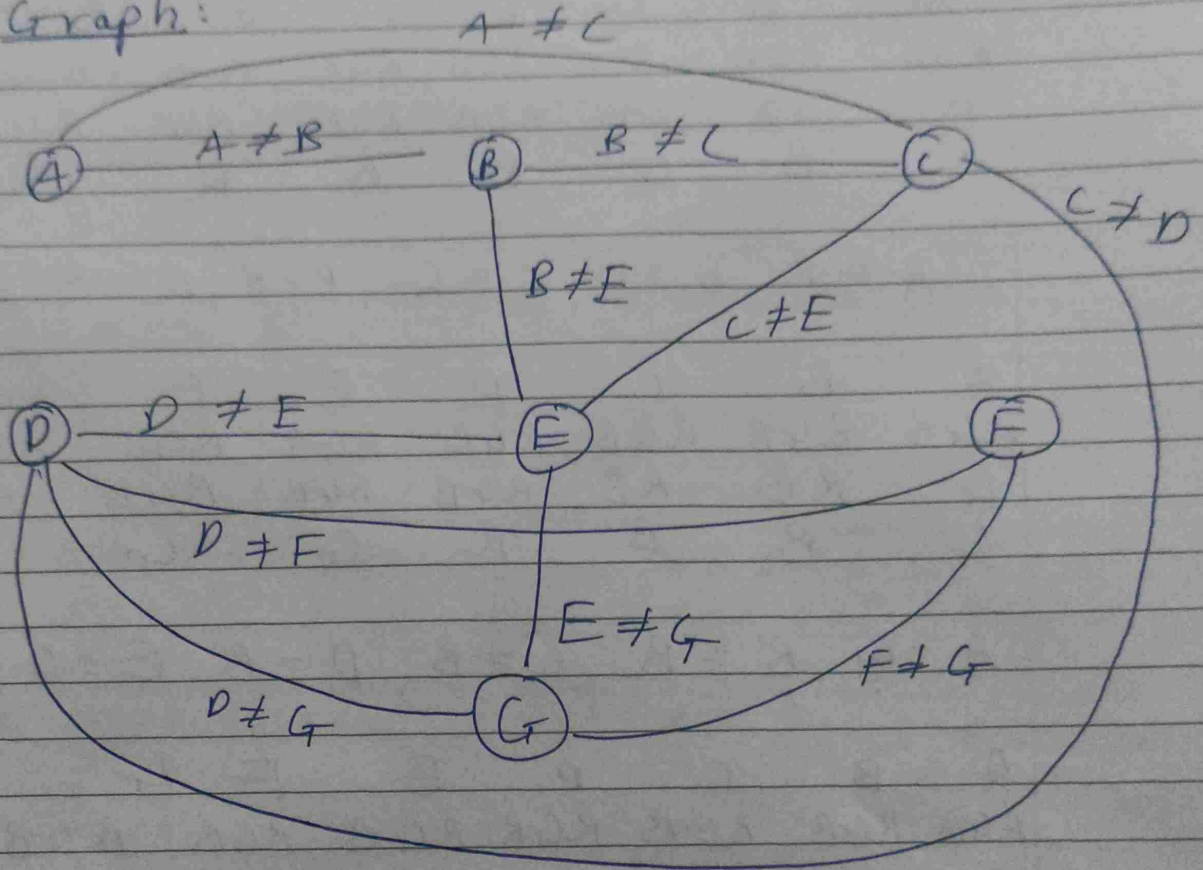 Graph:
A ≠ C
A A ≠ B B B ≠ C C
C ≠ D
B ≠ E
C ≠ E
D D ≠ E E F
D ≠ F
E ≠ G
F ≠ G
D ≠ G G